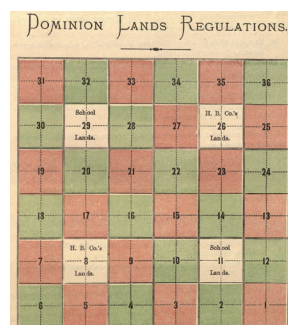 DOMINION LANDS REGULATIONS.
31 32 33 34 35 36
School H. B. Co.'s
30 29 28 27 26 25
Lands. Lands.
19 20 21 22 23 24
18 17 16 15 14 13
H. B. Co.'s School
7 8 9 10 11 12
Lands. Lands.
6 5 4 3 2 1